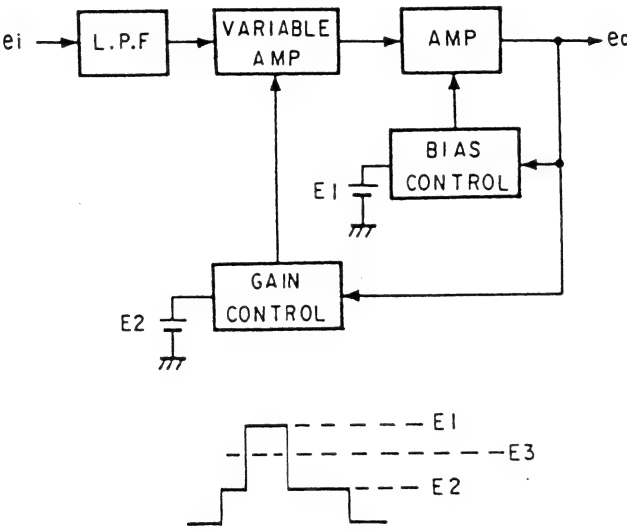 ei
L.P.F
VARIABLE
AMP
AMP
eo
BIAS
CONTROL
E1
GAIN
CONTROL
E2
E1
E3
E2